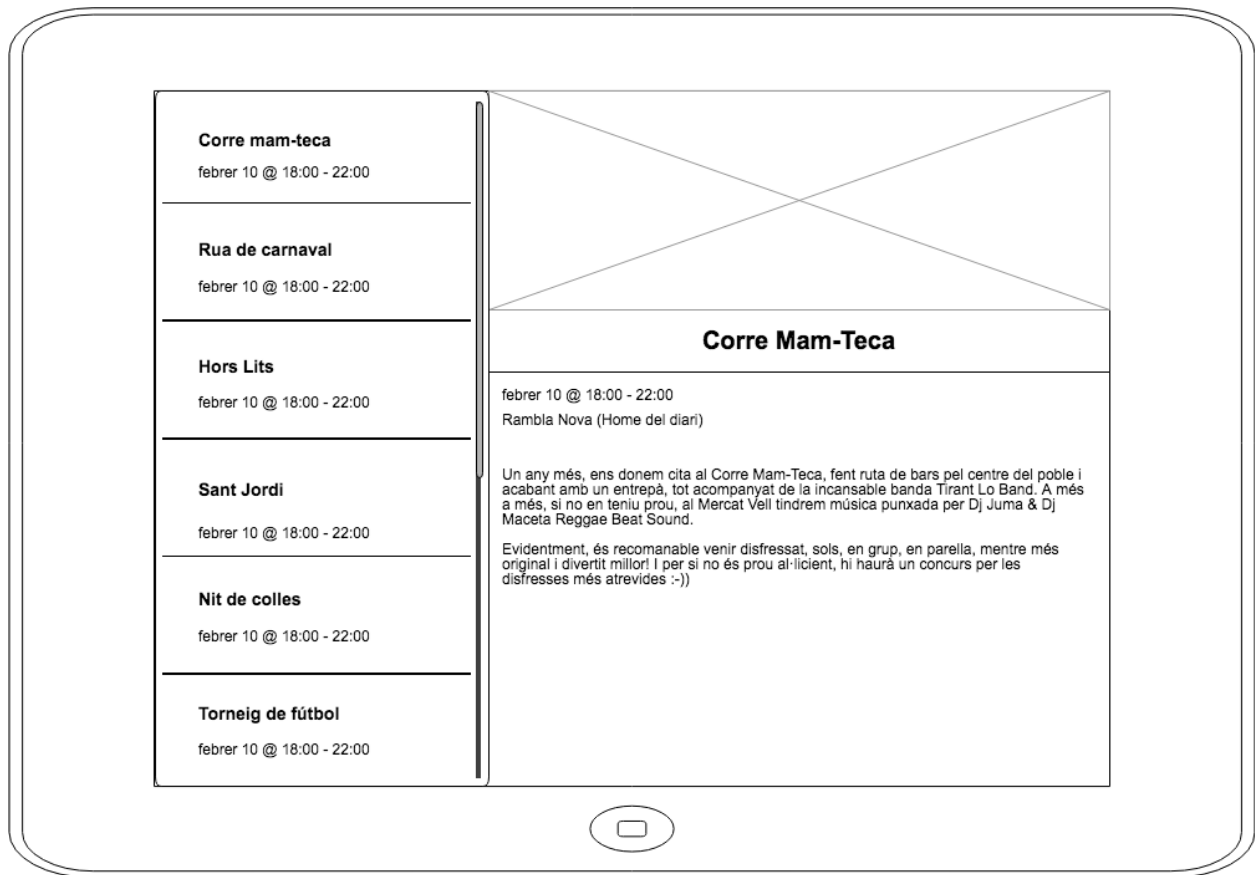 Corre mam-teca
febrer 10 @ 18:00 - 22:00
Rua de carnaval
febrer 10 @ 18:00 - 22:00
Hors Lits
febrer 10 @ 18:00 - 22:00
Sant Jordi
febrer 10 @ 18:00 - 22:00
Nit de colles
febrer 10 @ 18:00 - 22:00
Torneig de fútbol
febrer 10 @ 18:00 - 22:00
Corre Mam-Teca
febrer 10 @ 18:00 - 22:00
Rambla Nova (Home del diari)
Un any més, ens donem cita al Corre Mam-Teca, fent ruta de bars pel centre del poble i
acabant amb un entrepà, tot acompanyat de la incansable banda Tirant Lo Band. A més
a més, si no en teniu prou, al Mercat Vell tindrem música punxada per Dj Juma & Dj
Maceta Reggae Beat Sound.
Evidentment, és recomanable venir disfressat, sols, en grup, en parella, mentre més
original i divertit millor! I per si no és prou al·licient, hi haurà un concurs per les
disfresses més atrevides :-))